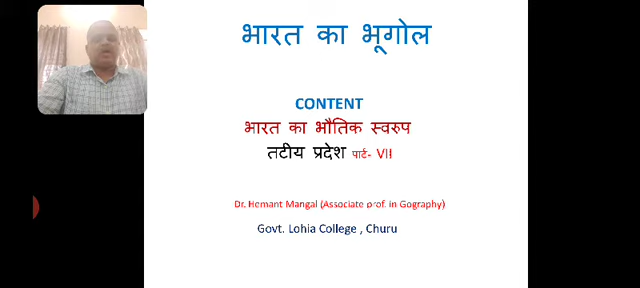 भारत का भूगोल
CONTENT
भारत का भौतिक स्वरुप
तटीय प्रदेश पार्ट- VII
Dr. Hemant Mangal (Associate prof. in Gography)
Govt. Lohia College , Churu